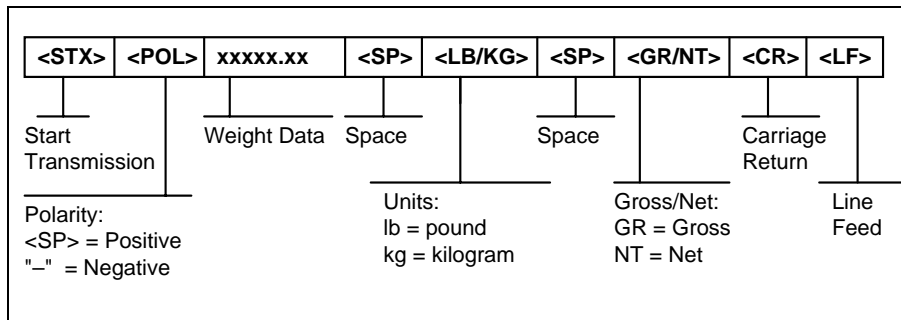 <STX> <POL> xxxxx.xx <SP> <LB/KG> <SP> <GR/NT> <CR> <LF>
Start
Transmission
Weight Data
Space
Space
Carriage
Return
Polarity:
<SP> = Positive
"–" = Negative
Units:
lb = pound
kg = kilogram
Gross/Net:
GR = Gross
NT = Net
Line
Feed